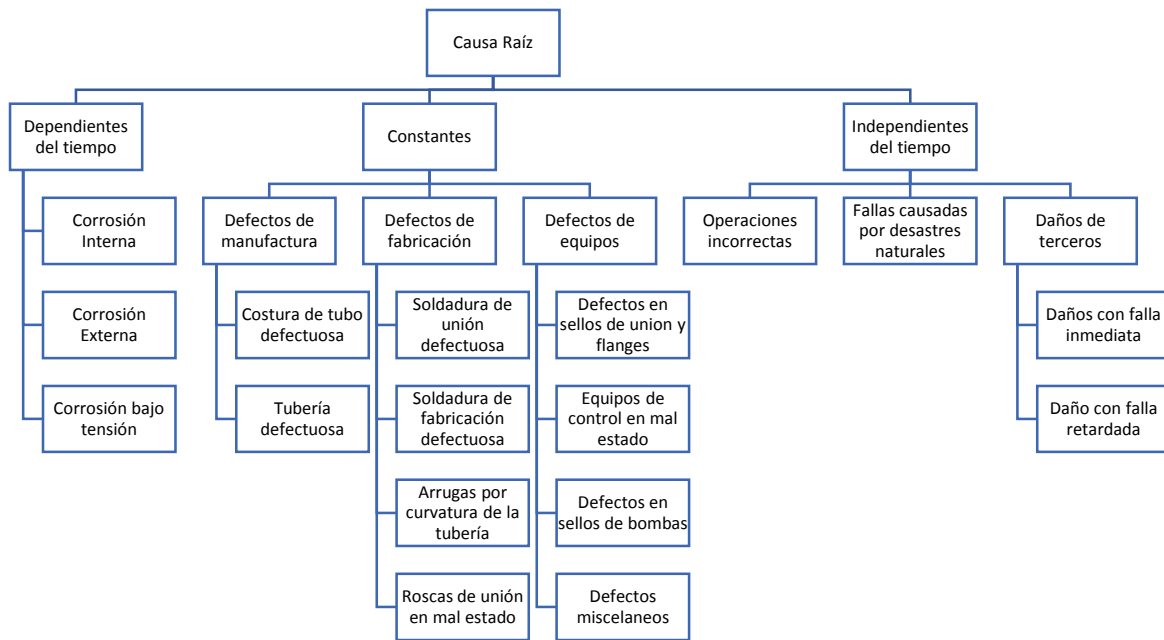 Causa Raíz
Dependientes
del tiempo
Constantes
Independientes
del tiempo
Corrosión
Interna
Corrosión
Externa
Corrosión bajo
tensión
Defectos de
manufactura
Costura de tubo
defectuosa
Tubería
defectuosa
Defectos de
fabricación
Soldadura de
unión
defectuosa
Soldadura de
fabricación
defectuosa
Arrugas por
curvatura de la
tubería
Roscas de unión
en mal estado
Defectos de
equipos
Defectos en
sellos de union y
flanges
Equipos de
control en mal
estado
Defectos en
sellos de bombas
Defectos
miscelaneos
Operaciones
incorrectas
Fallas causadas
por desastres
naturales
Daños de
terceros
Daños con falla
inmediata
Daño con falla
retardada